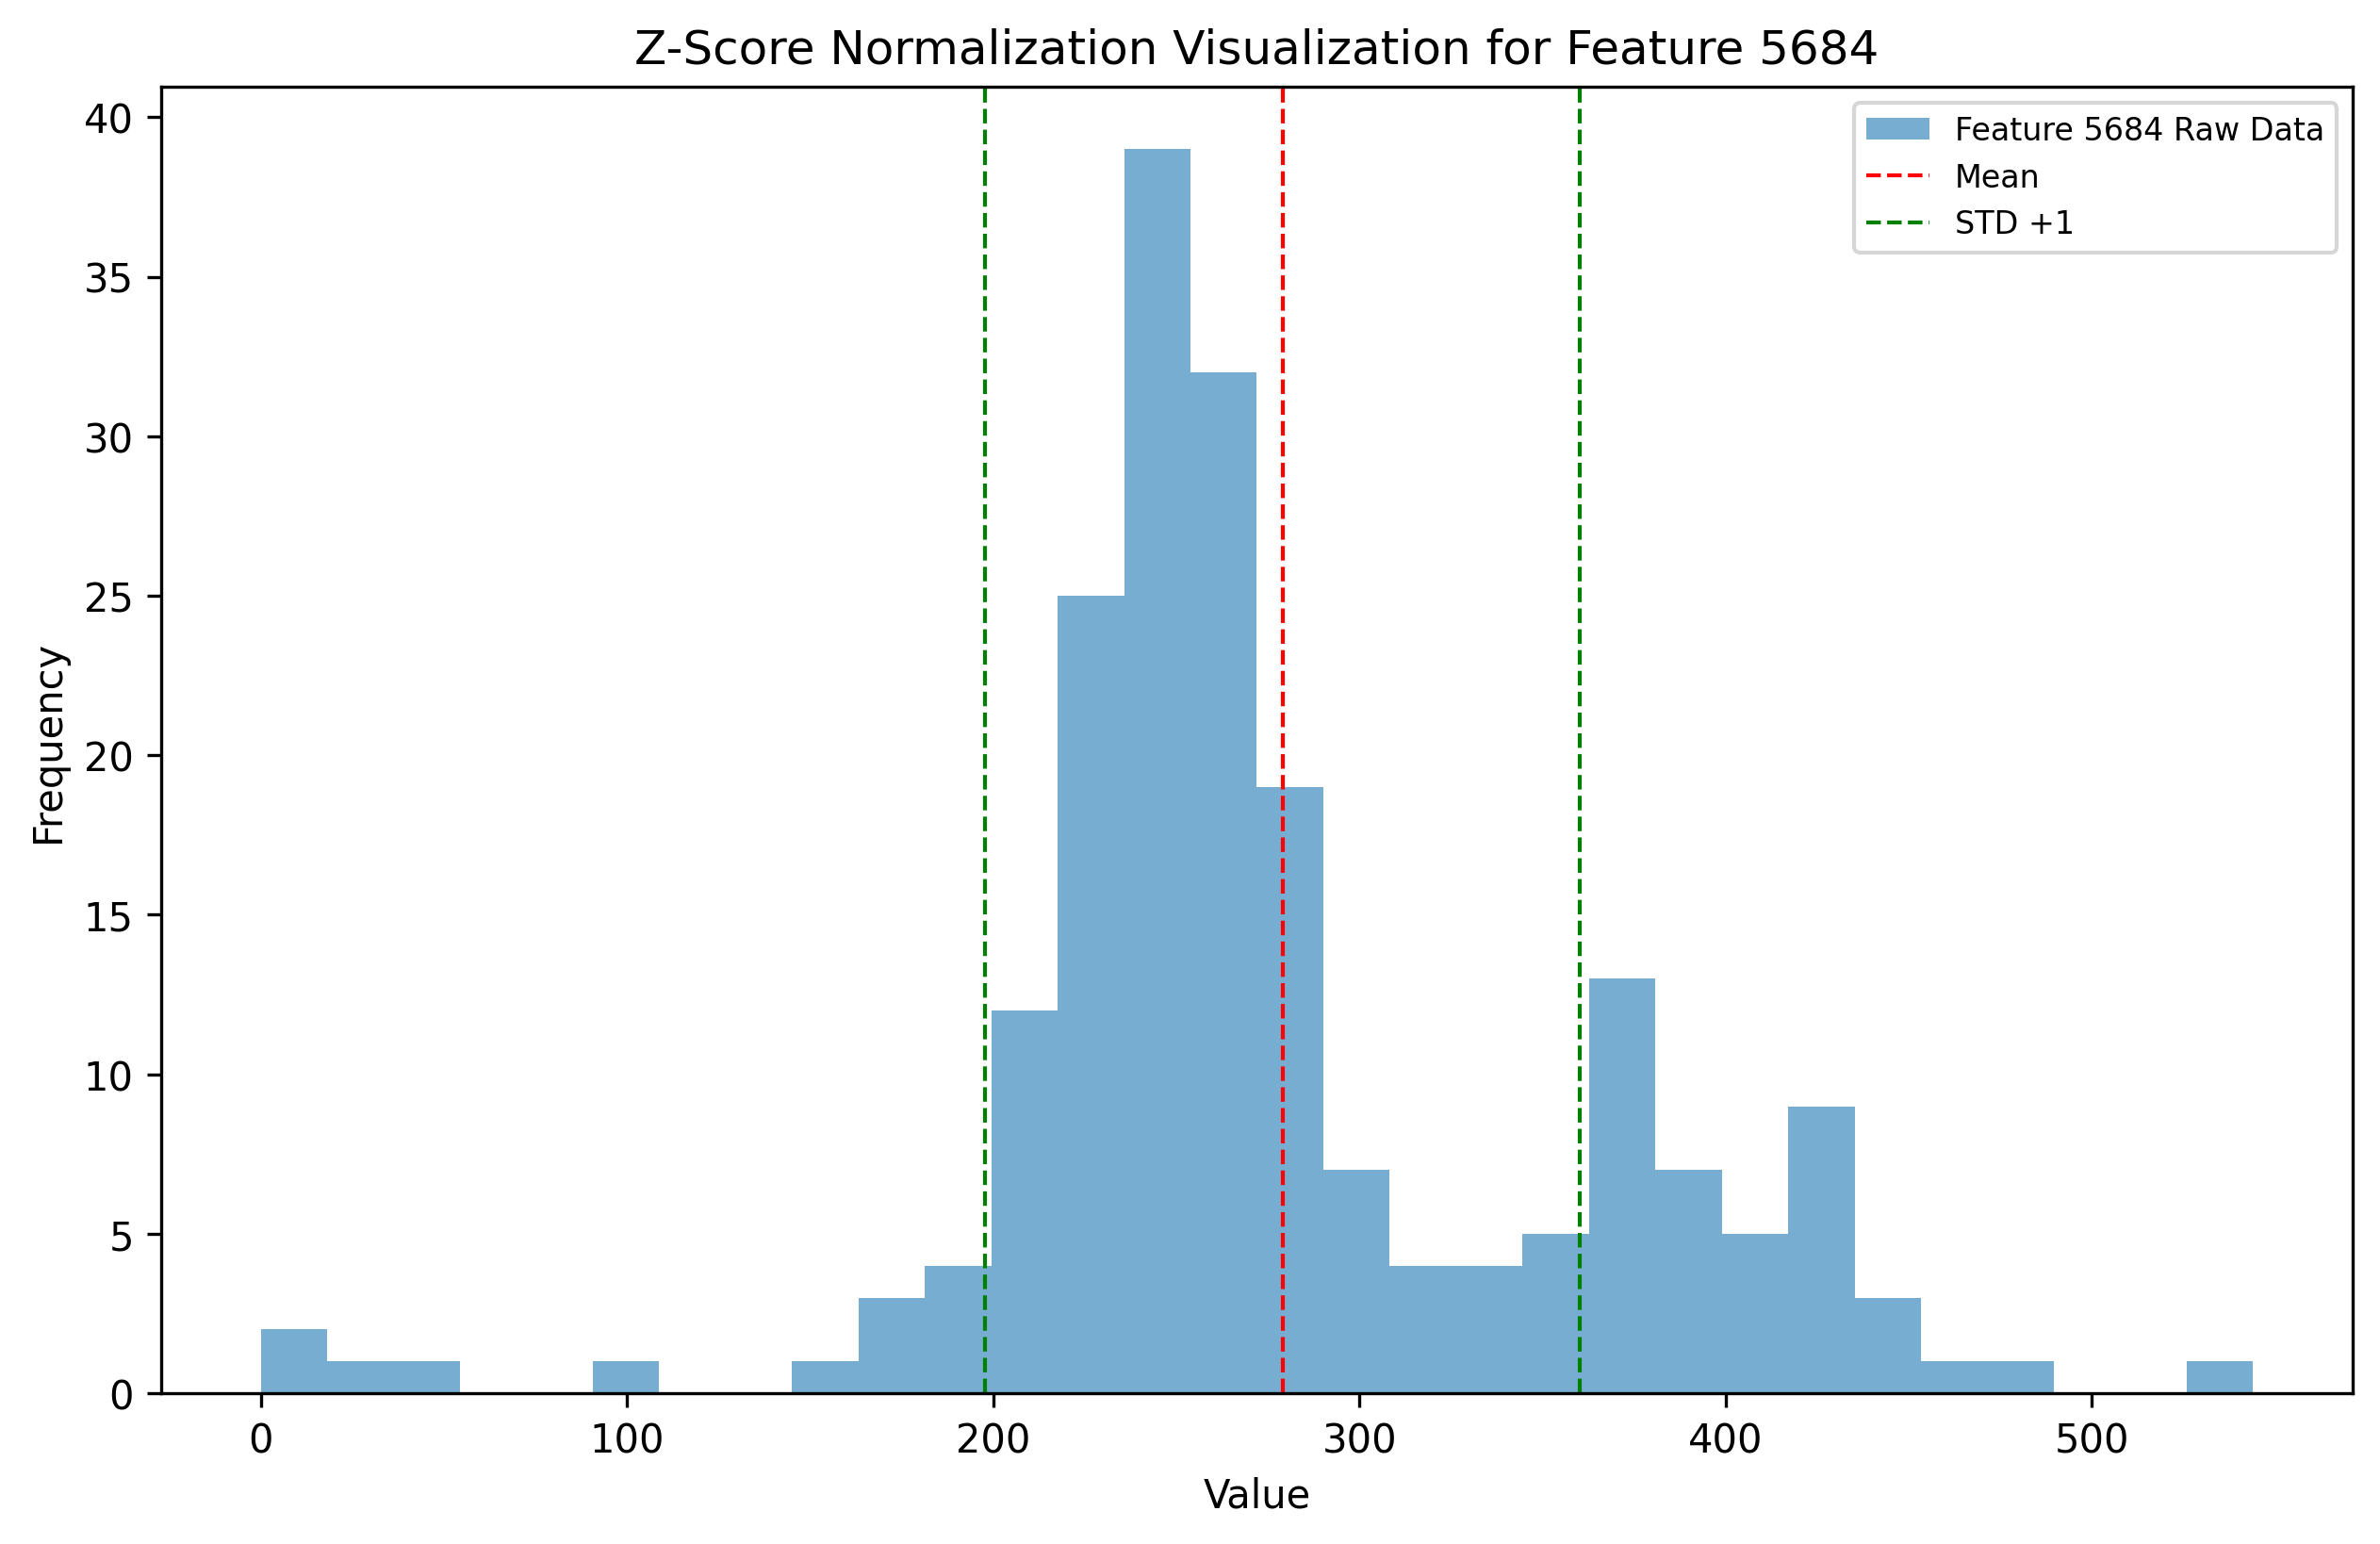 Z-Score Normalization Visualization for Feature 5684
Feature 5684 Raw Data
Mean
STD +1
Frequency
40
35
30
25
20
15
10
5
0
0 100 200 300 400 500
Value